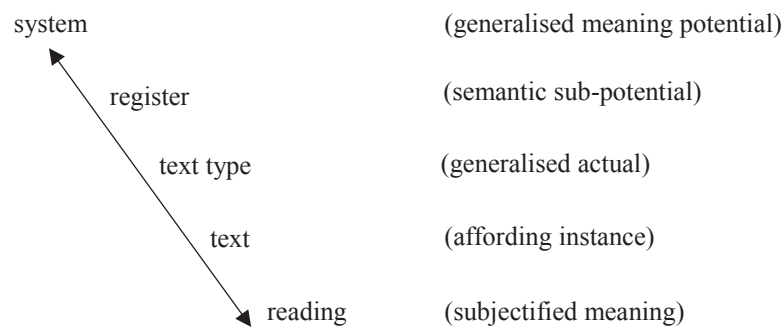 system (generalised meaning potential)
register (semantic sub-potential)
text type (generalised actual)
text (affording instance)
reading (subjectified meaning)